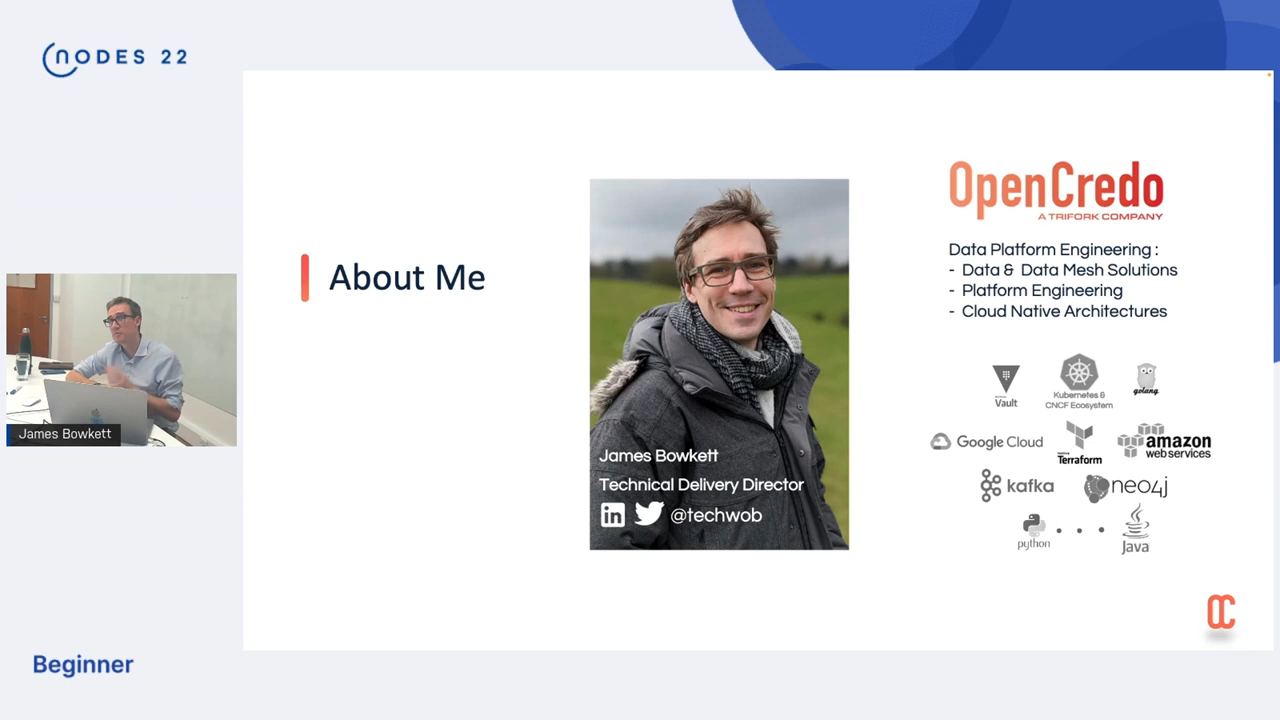 NODES 22
About Me
James Bowkett
Technical Delivery Director
in @techwob
OpenCredo
A TRIFORK COMPANY
Data Platform Engineering :
- Data & Data Mesh Solutions
- Platform Engineering
- Cloud Native Architectures
Vault
Kubernetes &
CNCF Ecosystem
golang
Google Cloud
Terraform
amazon
web services
kafka
neo4j
python
Java
James Bowkett
Beginner